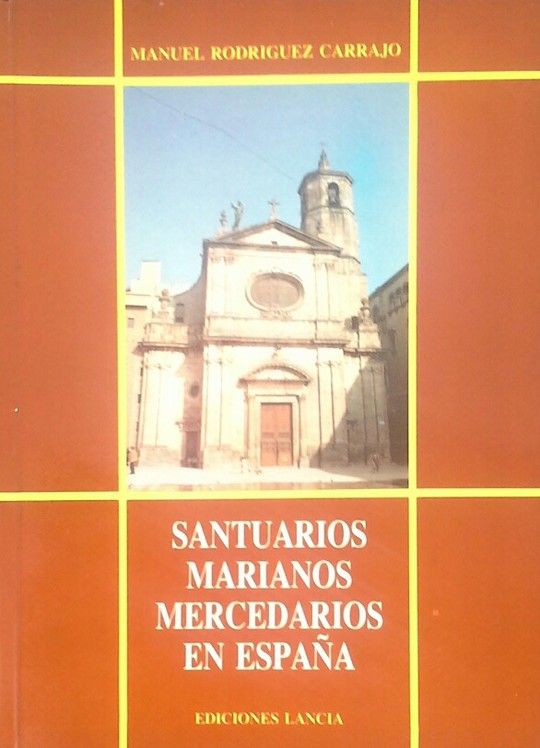 MANUEL RODRIGUEZ CARRAJO
SANTUARIOS
MARIANOS
MERCEDARIOS
EN ESPAÑA
EDICIONES LANCIA